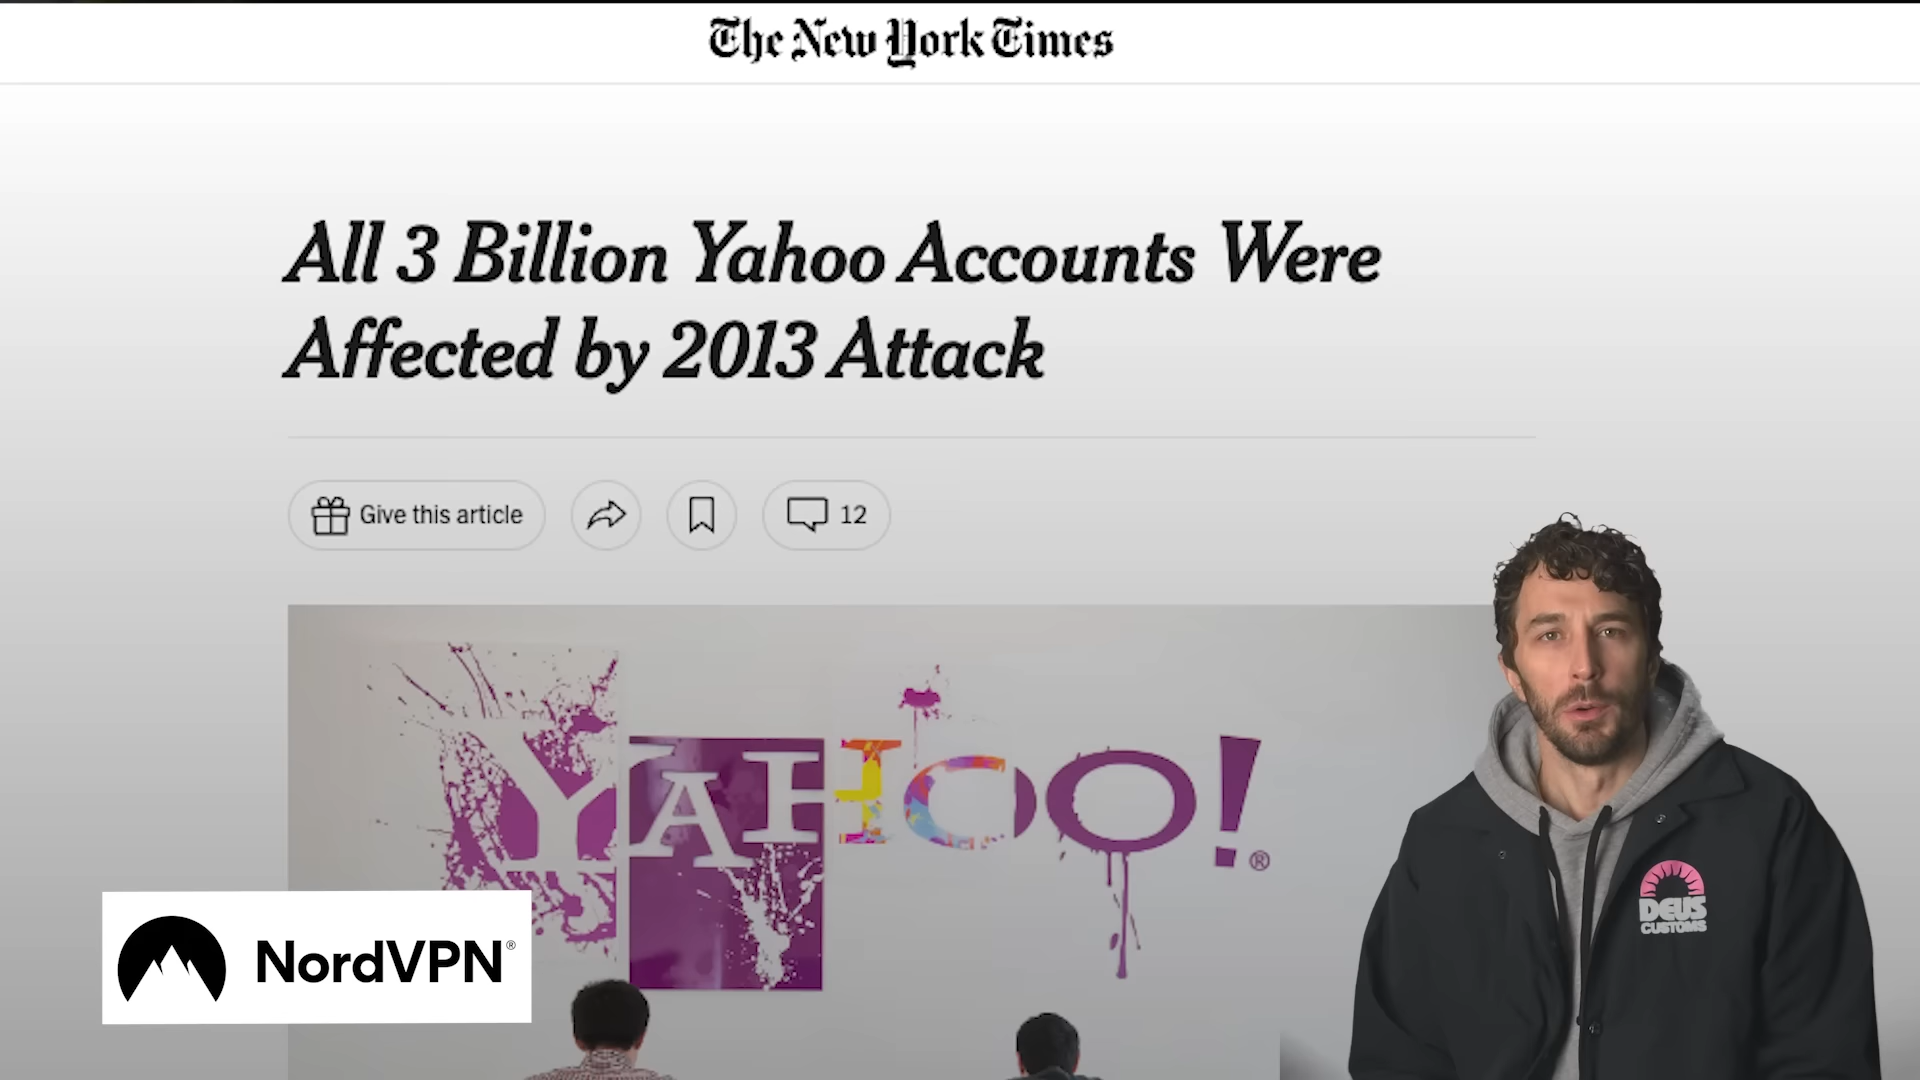 The New York Times
All 3 Billion Yahoo Accounts Were
Affected by 2013 Attack
Give this article
12
YAHOO!®
NordVPN®
DEUS
CUSTOMS